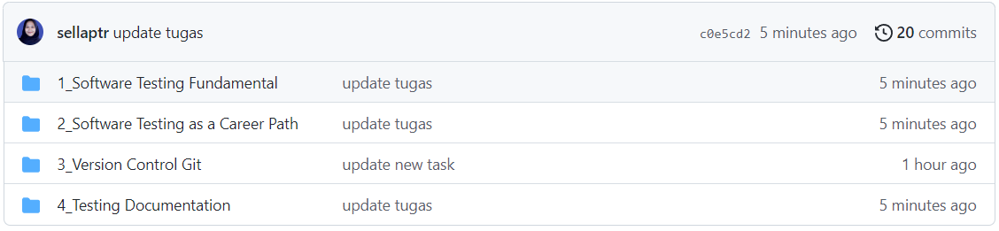 sellaptr update tugas c0e5cd2 5 minutes ago 20 commits
1_Software Testing Fundamental update tugas 5 minutes ago
2_Software Testing as a Career Path update tugas 5 minutes ago
3_Version Control Git update new task 1 hour ago
4_Testing Documentation update tugas 5 minutes ago